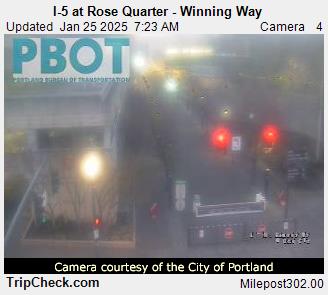 I-5 at Rose Quarter - Winning Way
Updated Jan 25 2025 7:23 AM Camera 4
PBOT
PORTLAND BUREAU OF TRANSPORTATION
Camera courtesy of the City of Portland
TripCheck.com Milepost302.00